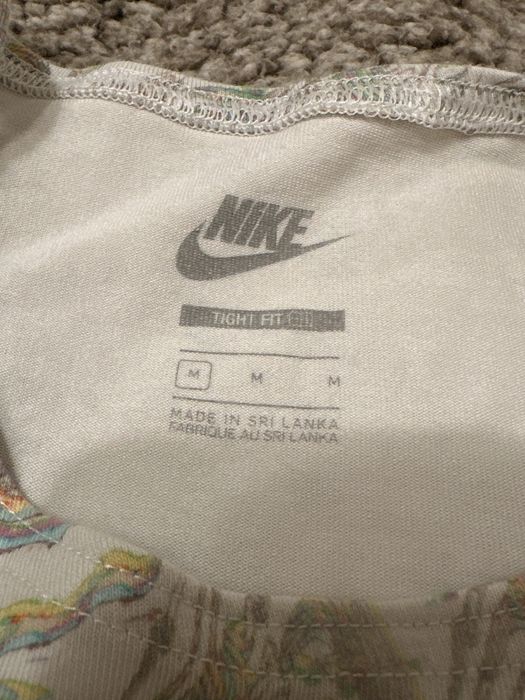 NIKE
TIGHT FIT
M M M
MADE IN SRI LANKA
FABRIQUE AU SRI LANKA